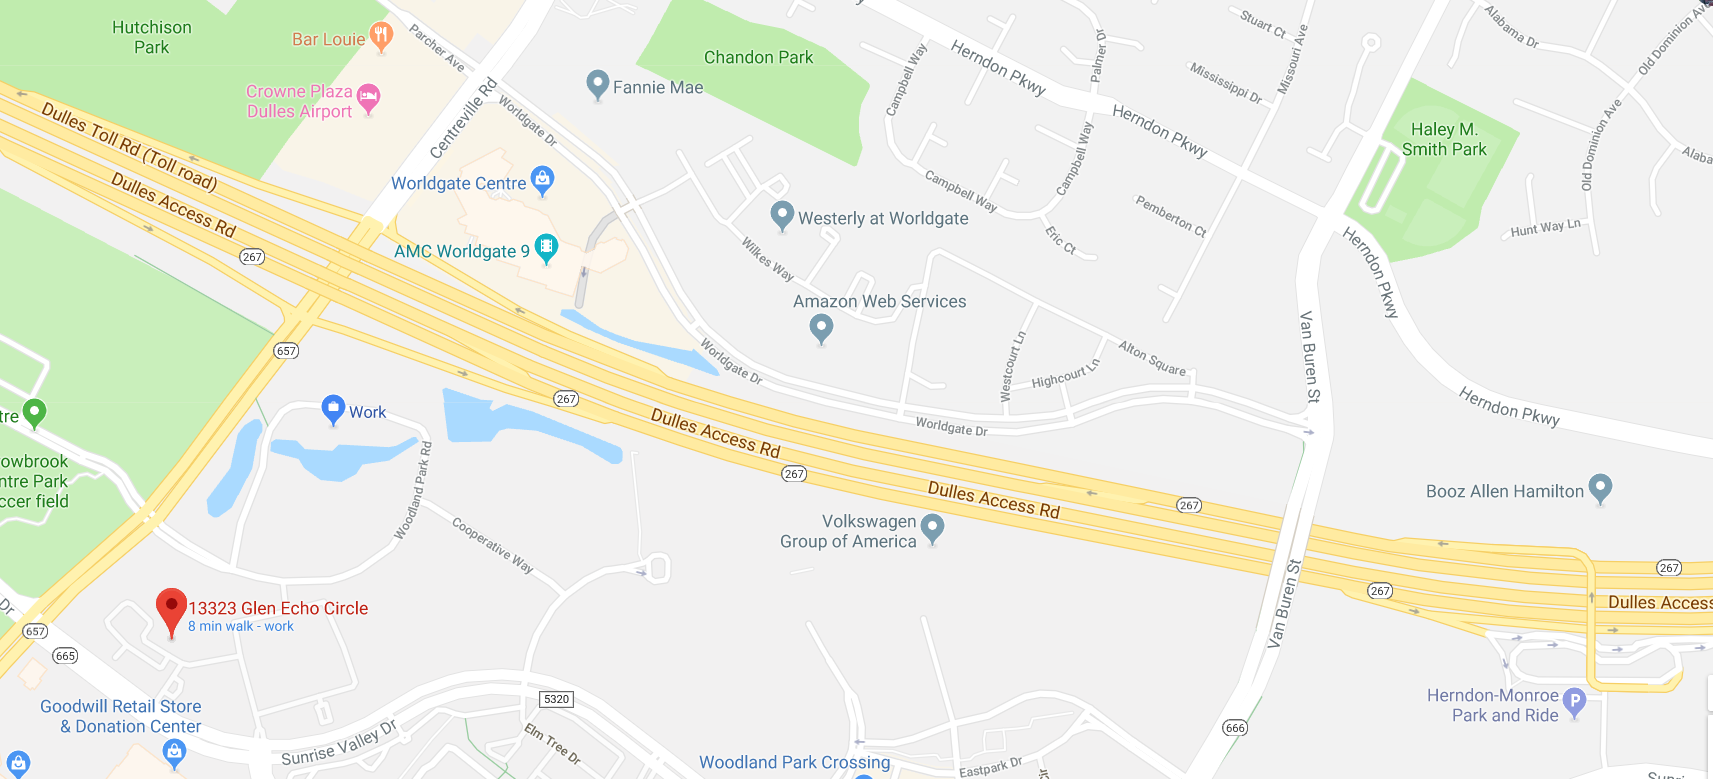 Hutchison
Park
Bar Louie
Parcher Ave
Crowne Plaza
Dulles Airport
Centreville Rd
Fannie Mae
Chandon Park
Worldgate Dr
Campbell Way
Herndon Pkwy
Palmer Dr
Stuart Ct
Missouri Ave
Mississippi Dr
Alabama Dr
Old Dominion Ave
Herndon Pkwy
Haley M.
Smith Park
Old Dominion Ave
Dulles Toll Rd (Toll road)
Dulles Access Rd
267
Worldgate Centre
AMC Worldgate 9
Westerly at Worldgate
Wilkes Way
Campbell Way
Campbell Way
Eric Ct
Pemberton Ct
Hunt Way Ln
Herndon Pkwy
Amazon Web Services
657
Worldgate Dr
Westcourt Ln
Highcourt Ln
Alton Square
Van Buren St
Herndon Pkwy
tre
Work
267
Dulles Access Rd
Worldgate Dr
267
Dulles Access Rd
267
Booz Allen Hamilton
owbrook
ntre Park
ccer field
Woodland Park Rd
Cooperative Way
Volkswagen
Group of America
Van Buren St
267
267
Dulles Access
Dr
13323 Glen Echo Circle
8 min walk - work
657
665
Goodwill Retail Store
& Donation Center
Sunrise Valley Dr
5320
Elm Tree Dr
Woodland Park Crossing
Eastpark Dr
666
Herndon-Monroe
Park and Ride
P